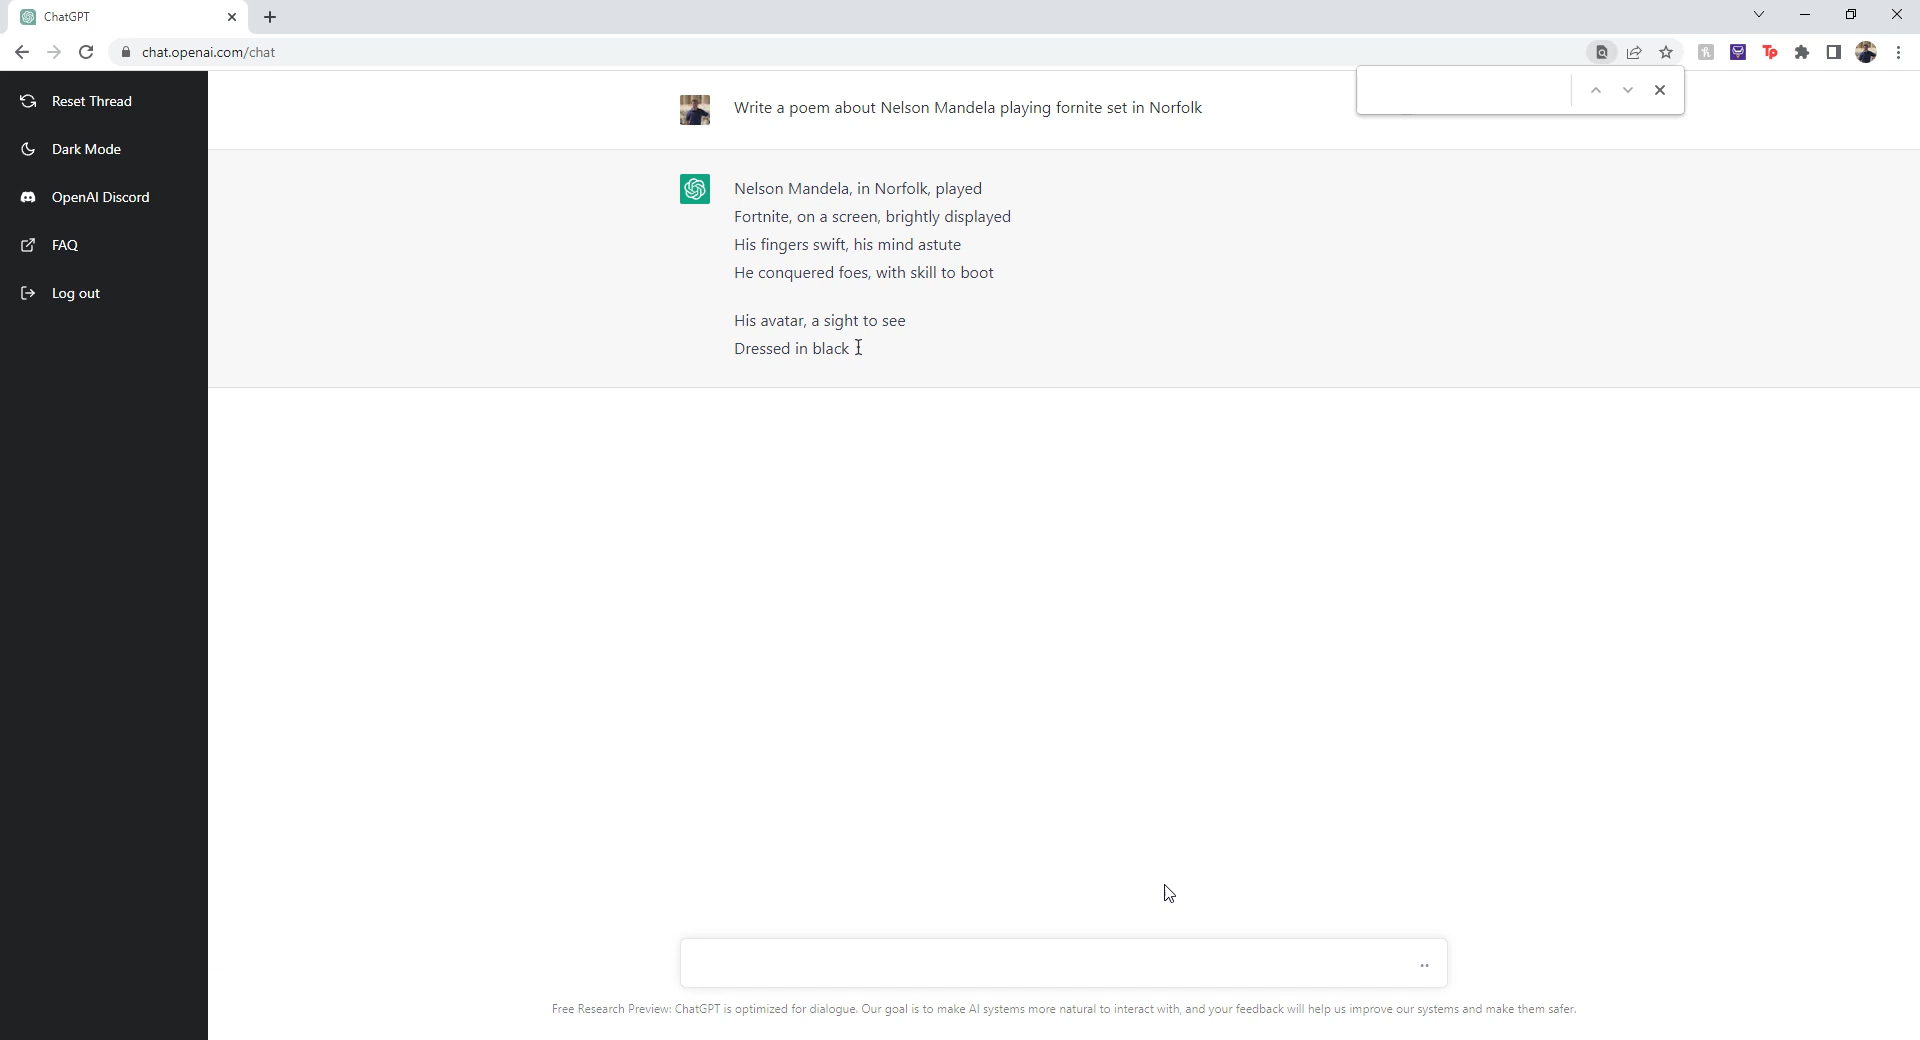 ChatGPT
chat.openai.com/chat
Tp
Reset Thread
Dark Mode
OpenAI Discord
FAQ
Log out
Write a poem about Nelson Mandela playing fornite set in Norfolk
Nelson Mandela, in Norfolk, played
Fortnite, on a screen, brightly displayed
His fingers swift, his mind astute
He conquered foes, with skill to boot
His avatar, a sight to see
Dressed in black
Free Research Preview: ChatGPT is optimized for dialogue. Our goal is to make AI systems more natural to interact with, and your feedback will help us improve our systems and make them safer.